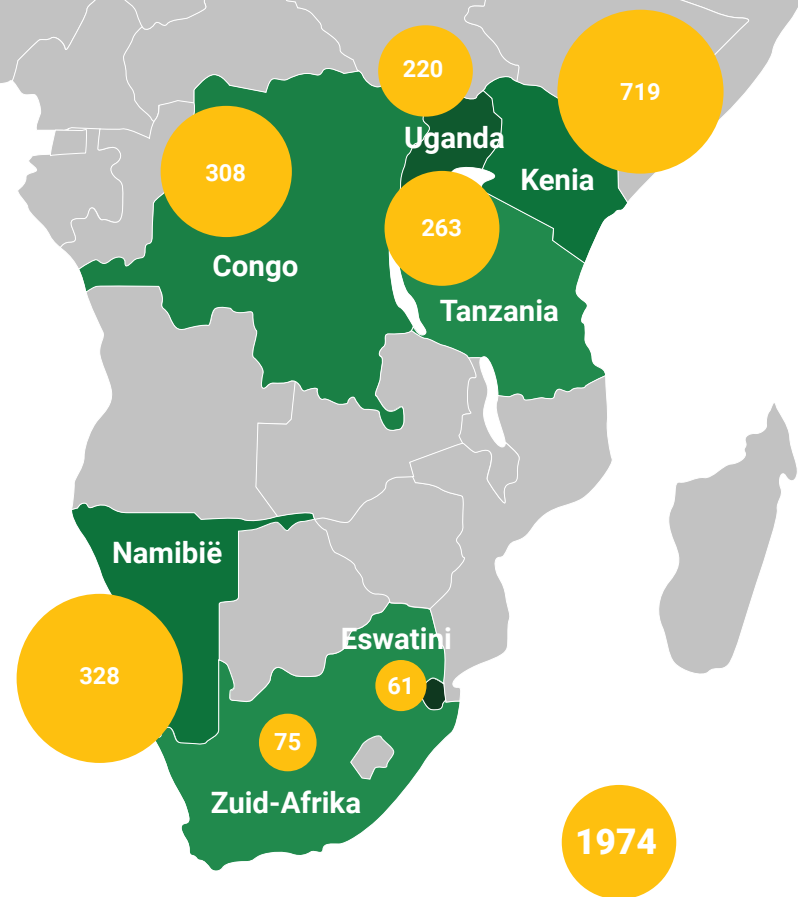 220
719
Uganda
308
Kenia
263
Congo
Tanzania
Namibië
Eswatini
328
61
75
Zuid-Afrika
1974